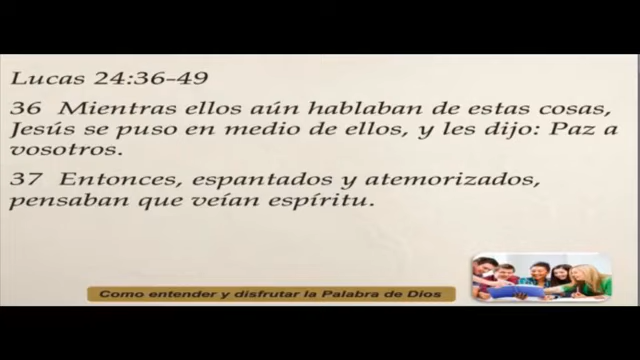 Lucas 24:36-49
36 Mientras ellos aún hablaban de estas cosas,
Jesús se puso en medio de ellos, y les dijo: Paz a
vosotros.
37 Entonces, espantados y atemorizados,
pensaban que veían espíritu.
Como entender y disfrutar la Palabra de Dios